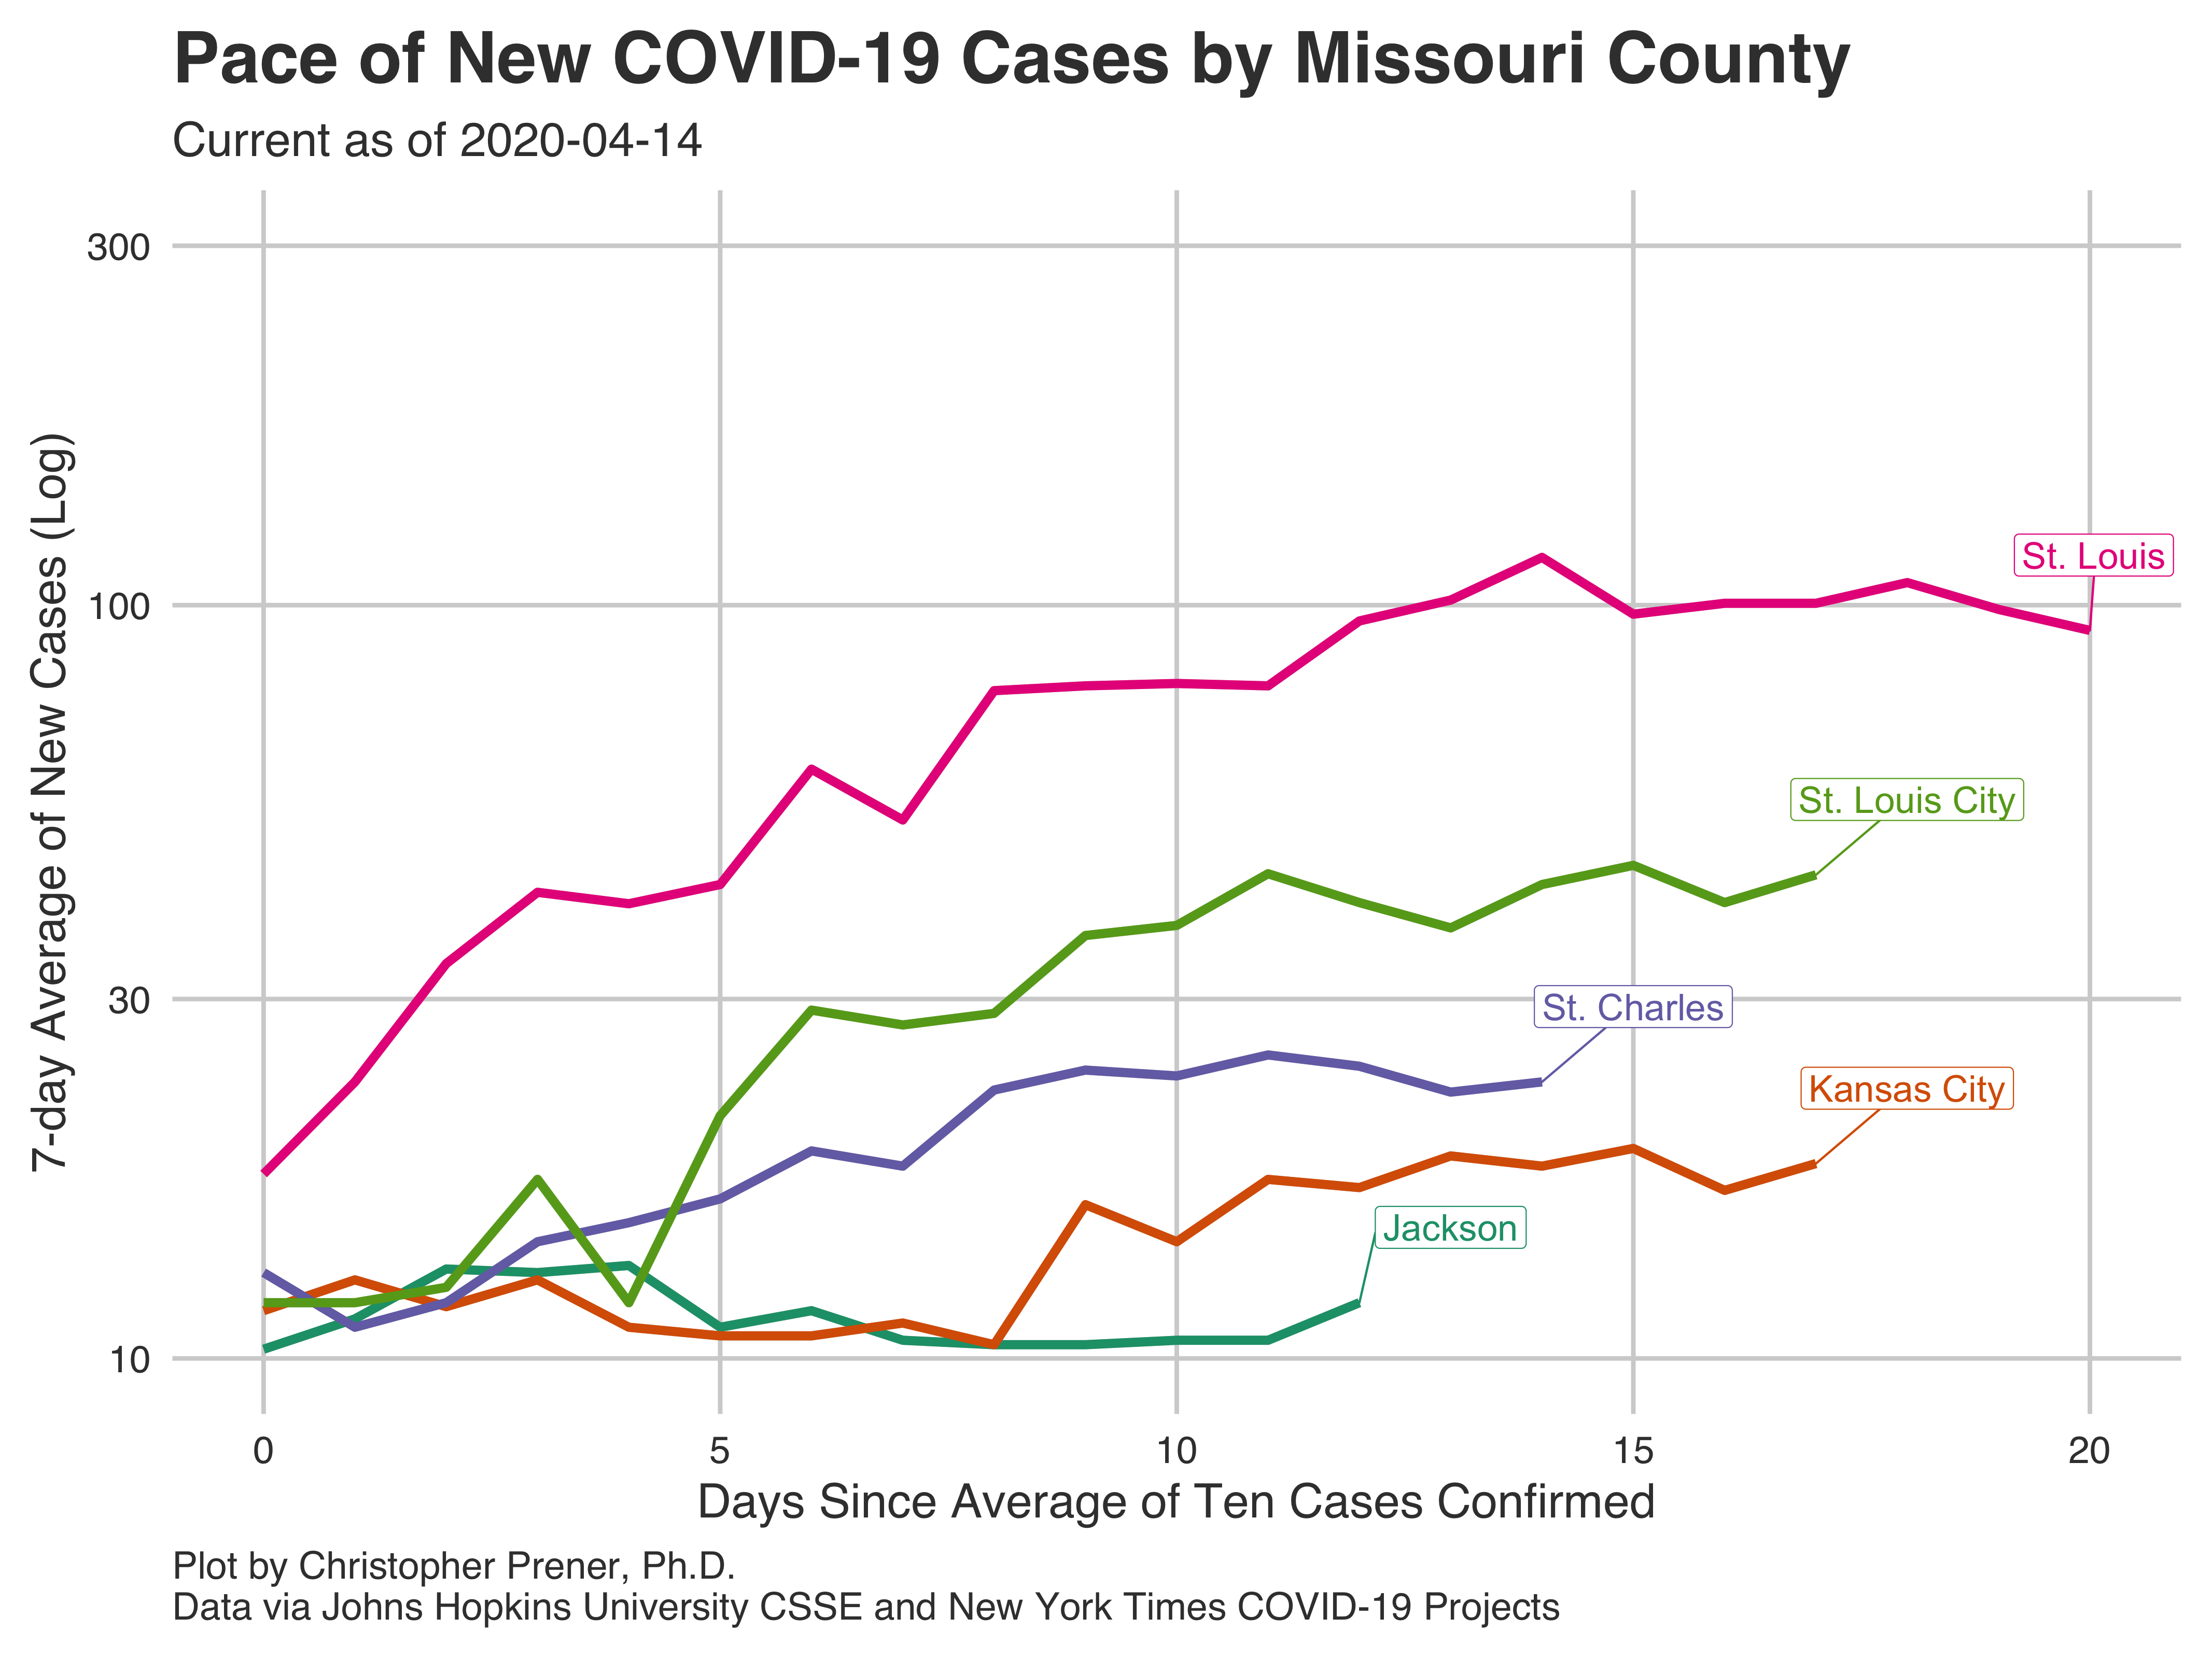 Pace of New COVID-19 Cases by Missouri County
Current as of 2020-04-14
7-day Average of New Cases (Log)
300
100
30
10
St. Louis
St. Louis City
St. Charles
Kansas City
Jackson
0
5
10
15
20
Days Since Average of Ten Cases Confirmed
Plot by Christopher Prener, Ph.D.
Data via Johns Hopkins University CSSE and New York Times COVID-19 Projects